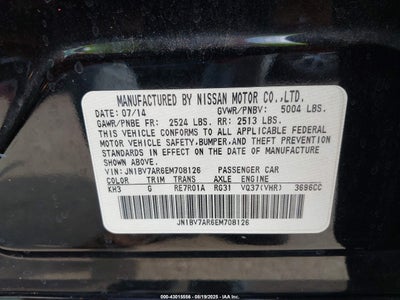 MANUFACTURED BY NISSAN MOTOR CO.,LTD.
DATE: 07/14 GVWR/PNBV: 5004 LBS.
GAWR/PNBE FR: 2524 LBS. RR: 2513 LBS.
THIS VEHICLE CONFORMS TO ALL APPLICABLE FEDERAL
MOTOR VEHICLE SAFETY,BUMPER,AND THEFT PREVENTION
STANDARDS IN EFFECT ON THE DATE OF MANUFACTURE
SHOWN ABOVE.
VIN:JN1BV7AR6EM708126 PASSENGER CAR
COLOR TRIM TRANS AXLE ENGINE
KH3 G RE7R01A RG31 VQ37(VHR) 3696CC
JN1BV7AR6EM708126
000-43015556 - 08/19/2025 - WWW.IAAI.COM